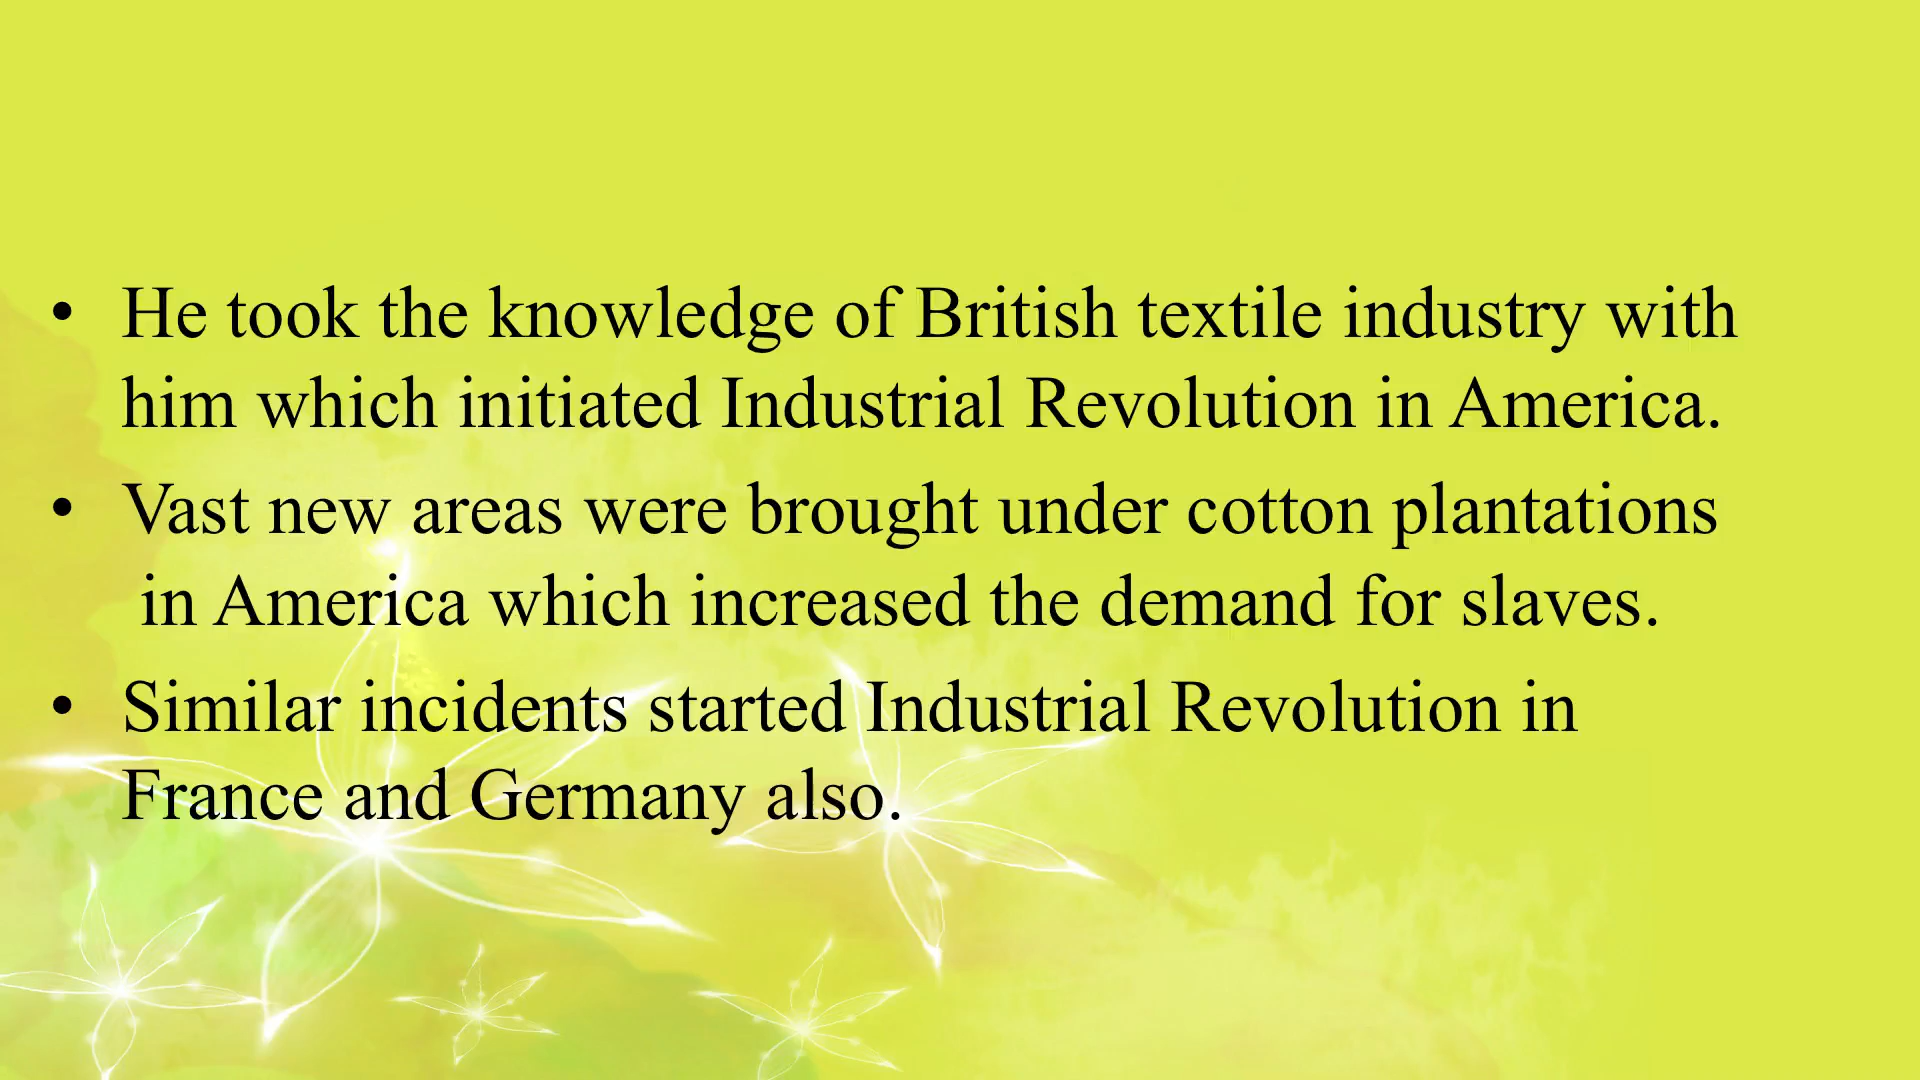 • He took the knowledge of British textile industry with
him which initiated Industrial Revolution in America.
• Vast new areas were brought under cotton plantations
in America which increased the demand for slaves.
• Similar incidents started Industrial Revolution in
France and Germany also.